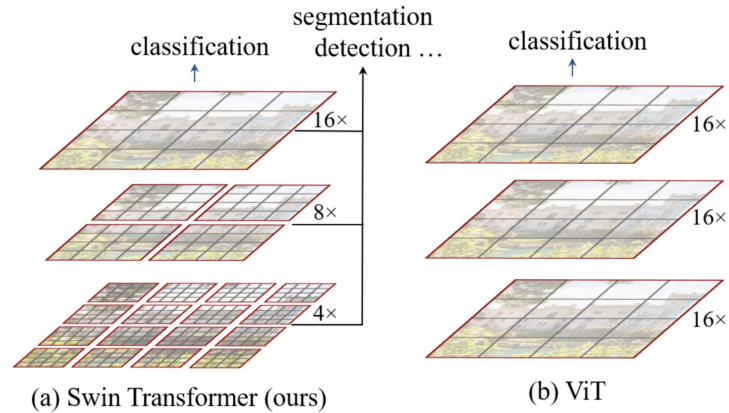 segmentation
classification
detection ...
classification
16×
16×
8×
16×
4×
16×
(a) Swin Transformer (ours)
(b) ViT